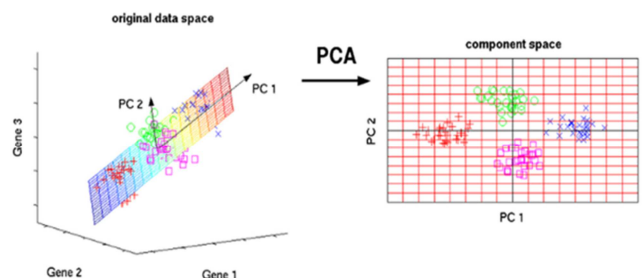 original data space
PCA
component space
PC 2
PC 1
Gene 3
Gene 2
Gene 1
PC 2
PC 1